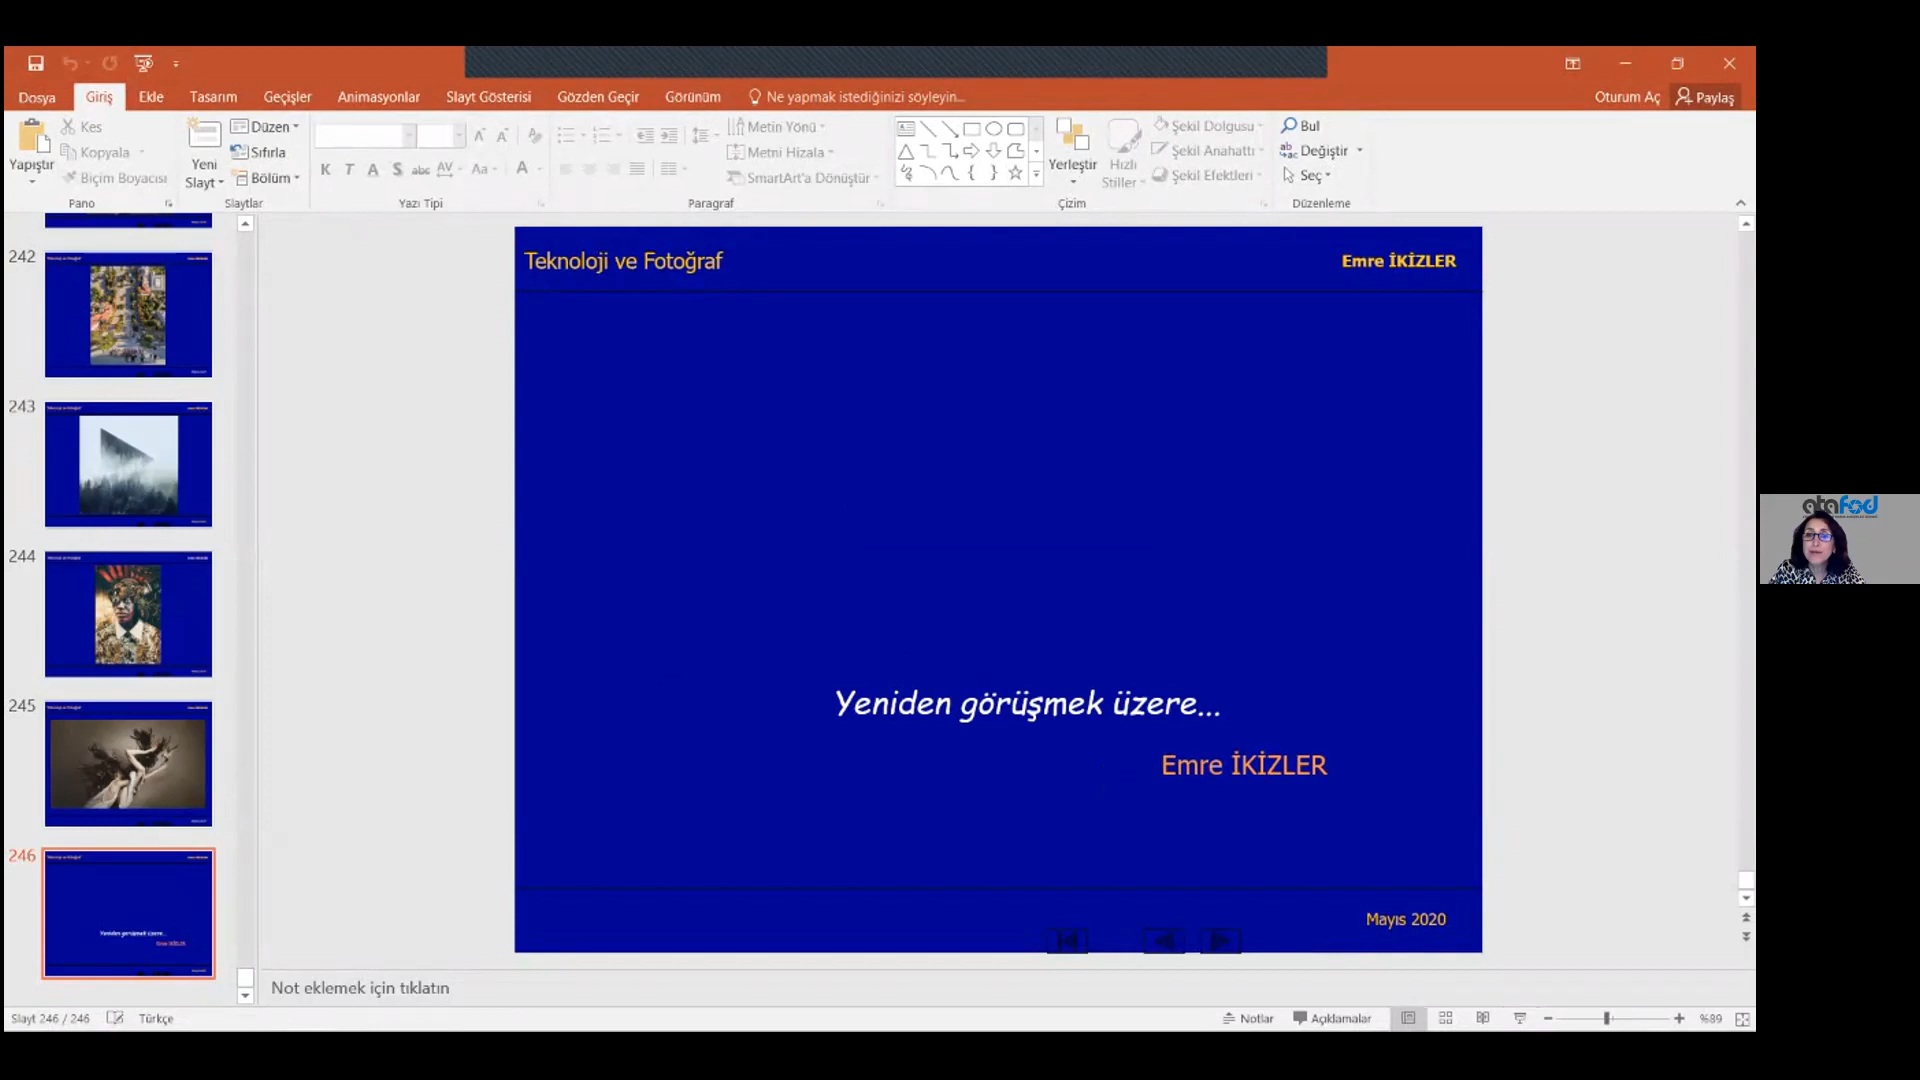 Dosya Giriş Ekle Tasarım Geçişler Animasyonlar Slayt Gösterisi Gözden Geçir Görünüm Ne yapmak istediğinizi söyleyin... Oturum Aç Paylaş
Yapıştır
Kes
Kopyala
Biçim Boyacısı
Pano
Yeni Slayt
Düzen
Sıfırla
Bölüm
Slaytlar
K T A S abc AV Aa A
Yazı Tipi
Metin Yönü
Metni Hizala
SmartArt'a Dönüştür
Paragraf
Yerleştir
Hızlı Stiller
Şekil Dolgusu
Şekil Anahattı
Şekil Efektleri
Çizim
Bul
Değiştir
Seç
Düzenleme
242
243
244
245
246
Teknoloji ve Fotoğraf
Emre İKİZLER
Yeniden görüşmek üzere...
Emre İKİZLER
Mayıs 2020
Not eklemek için tıklatın
Slayt 246 / 246 Türkçe Notlar Açıklamalar %89
atafod